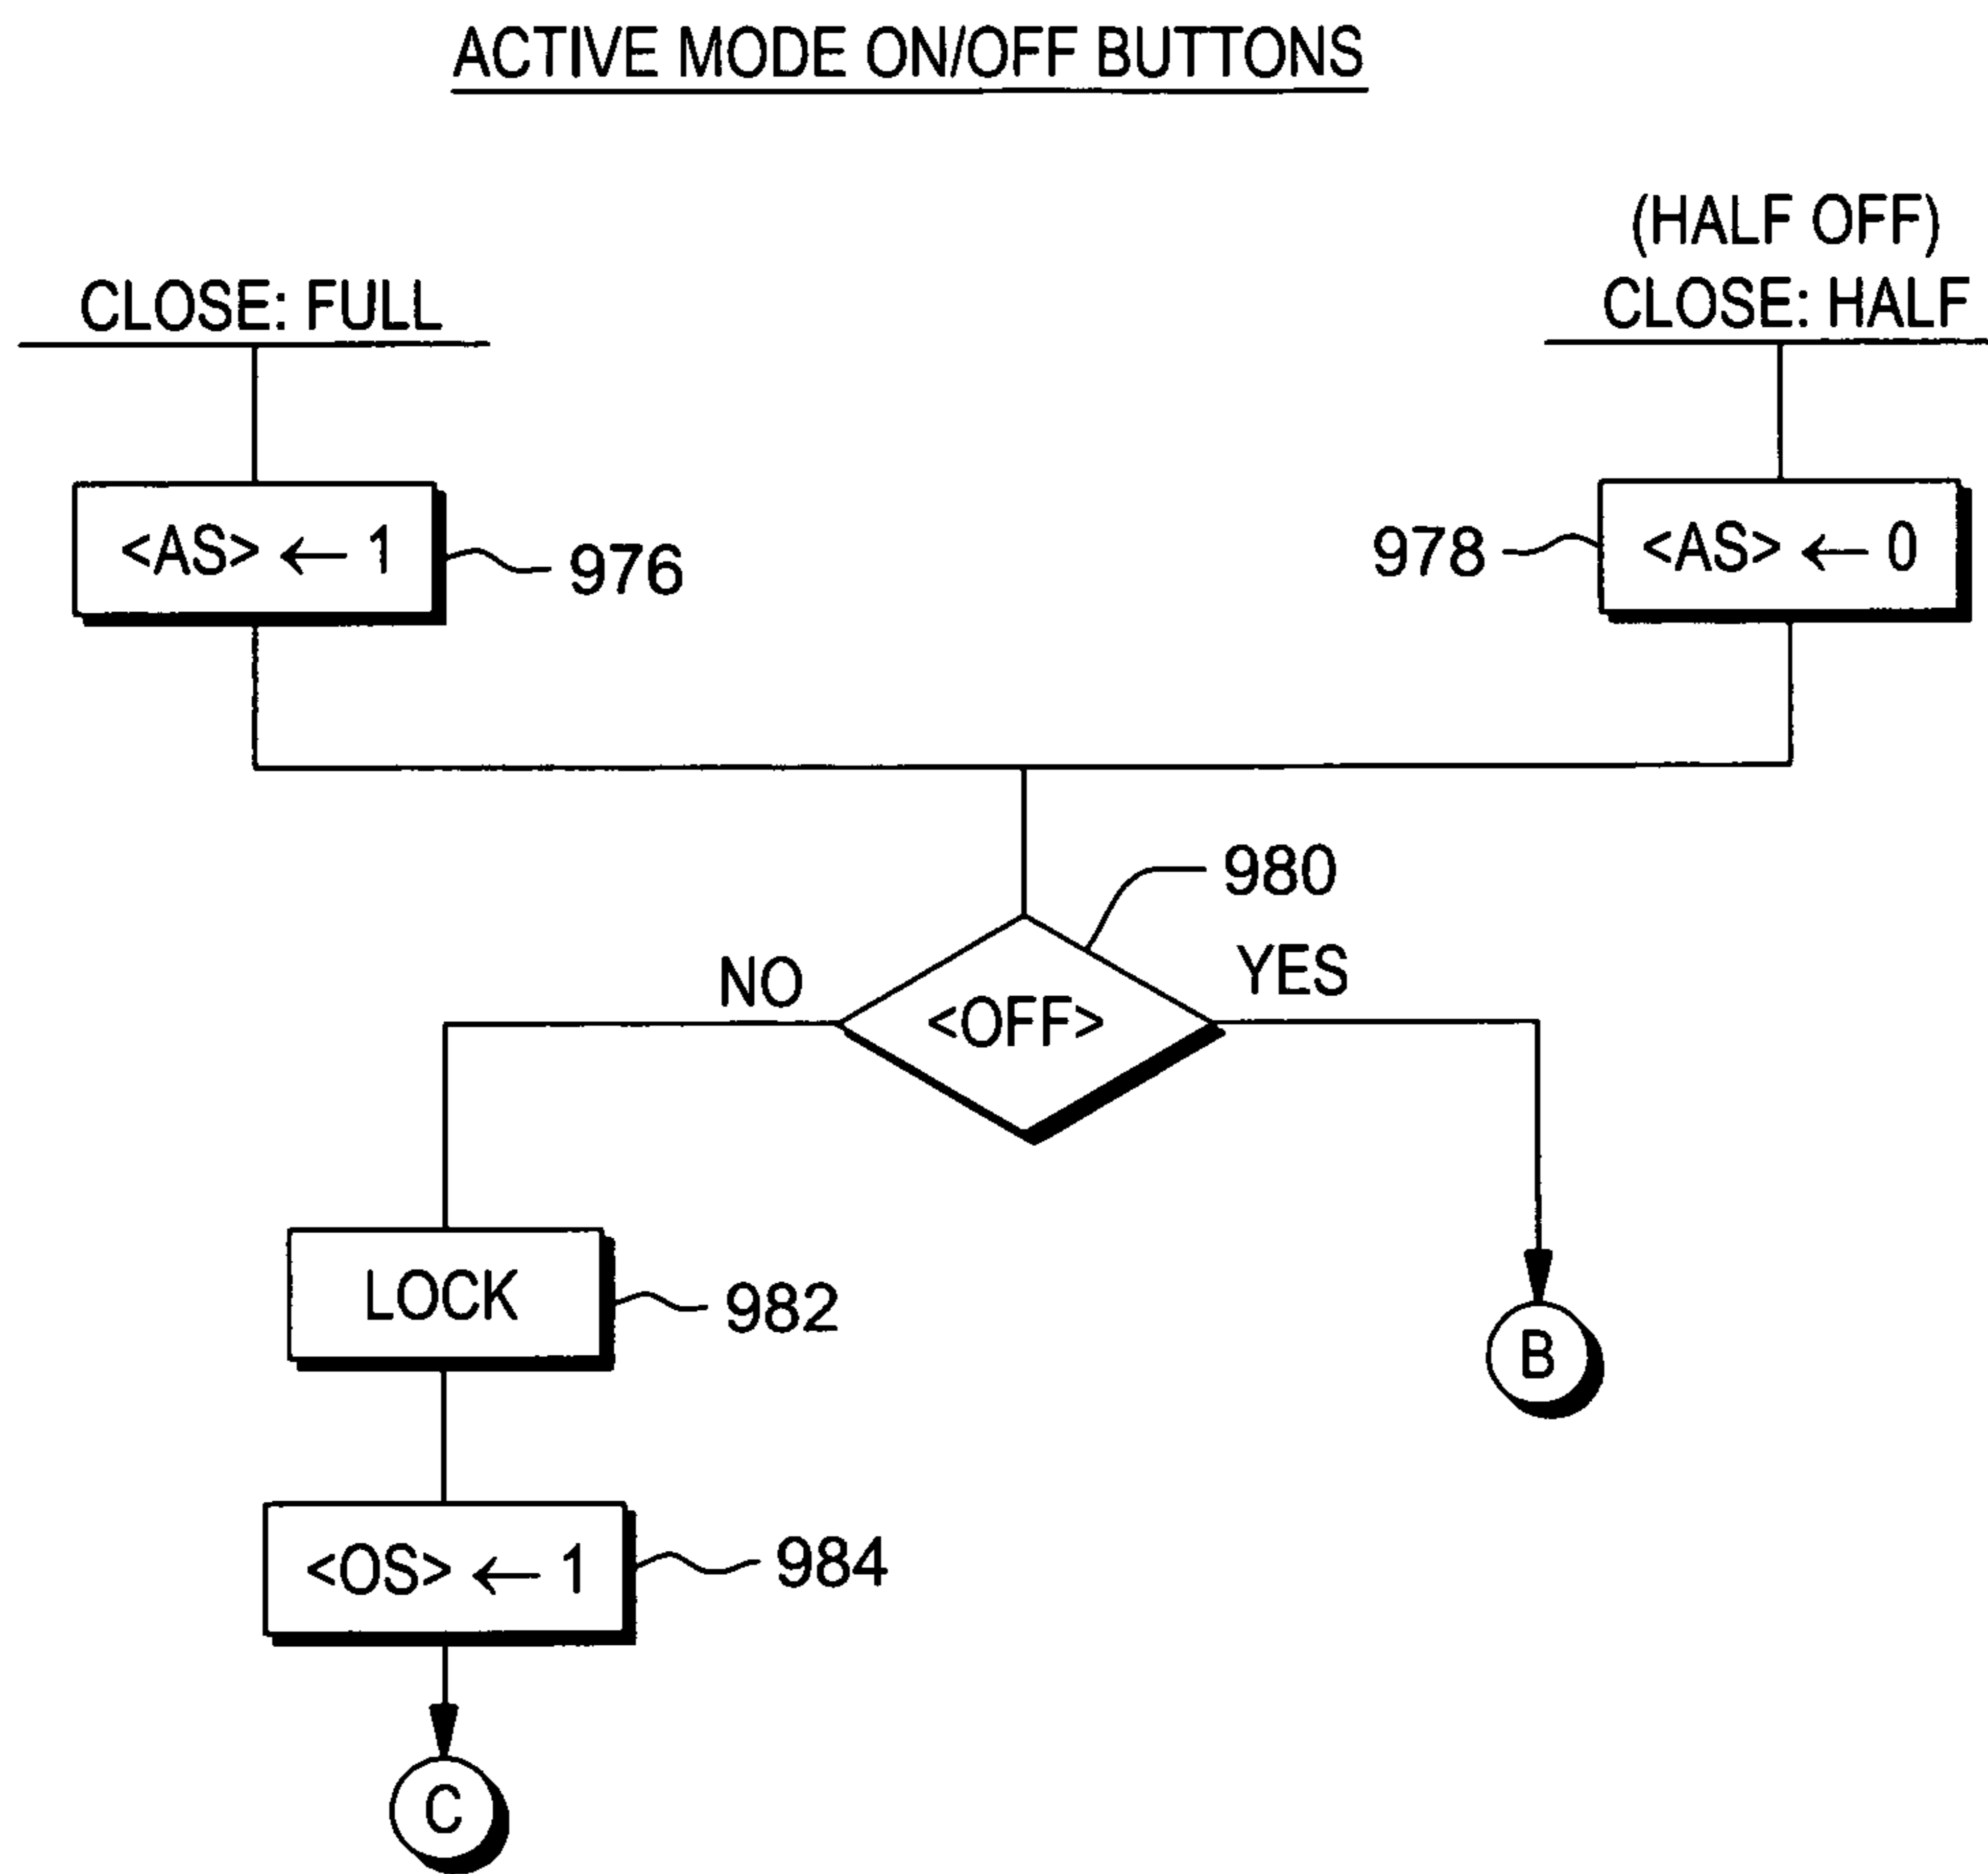 ACTIVE MODE ON/OFF BUTTONS
(HALF OFF)
CLOSE: FULL
CLOSE: HALF
<AS> ← 1
976
978
<AS> ← 0
980
NO
<OFF>
YES
LOCK
982
B
<OS> ← 1
984
C